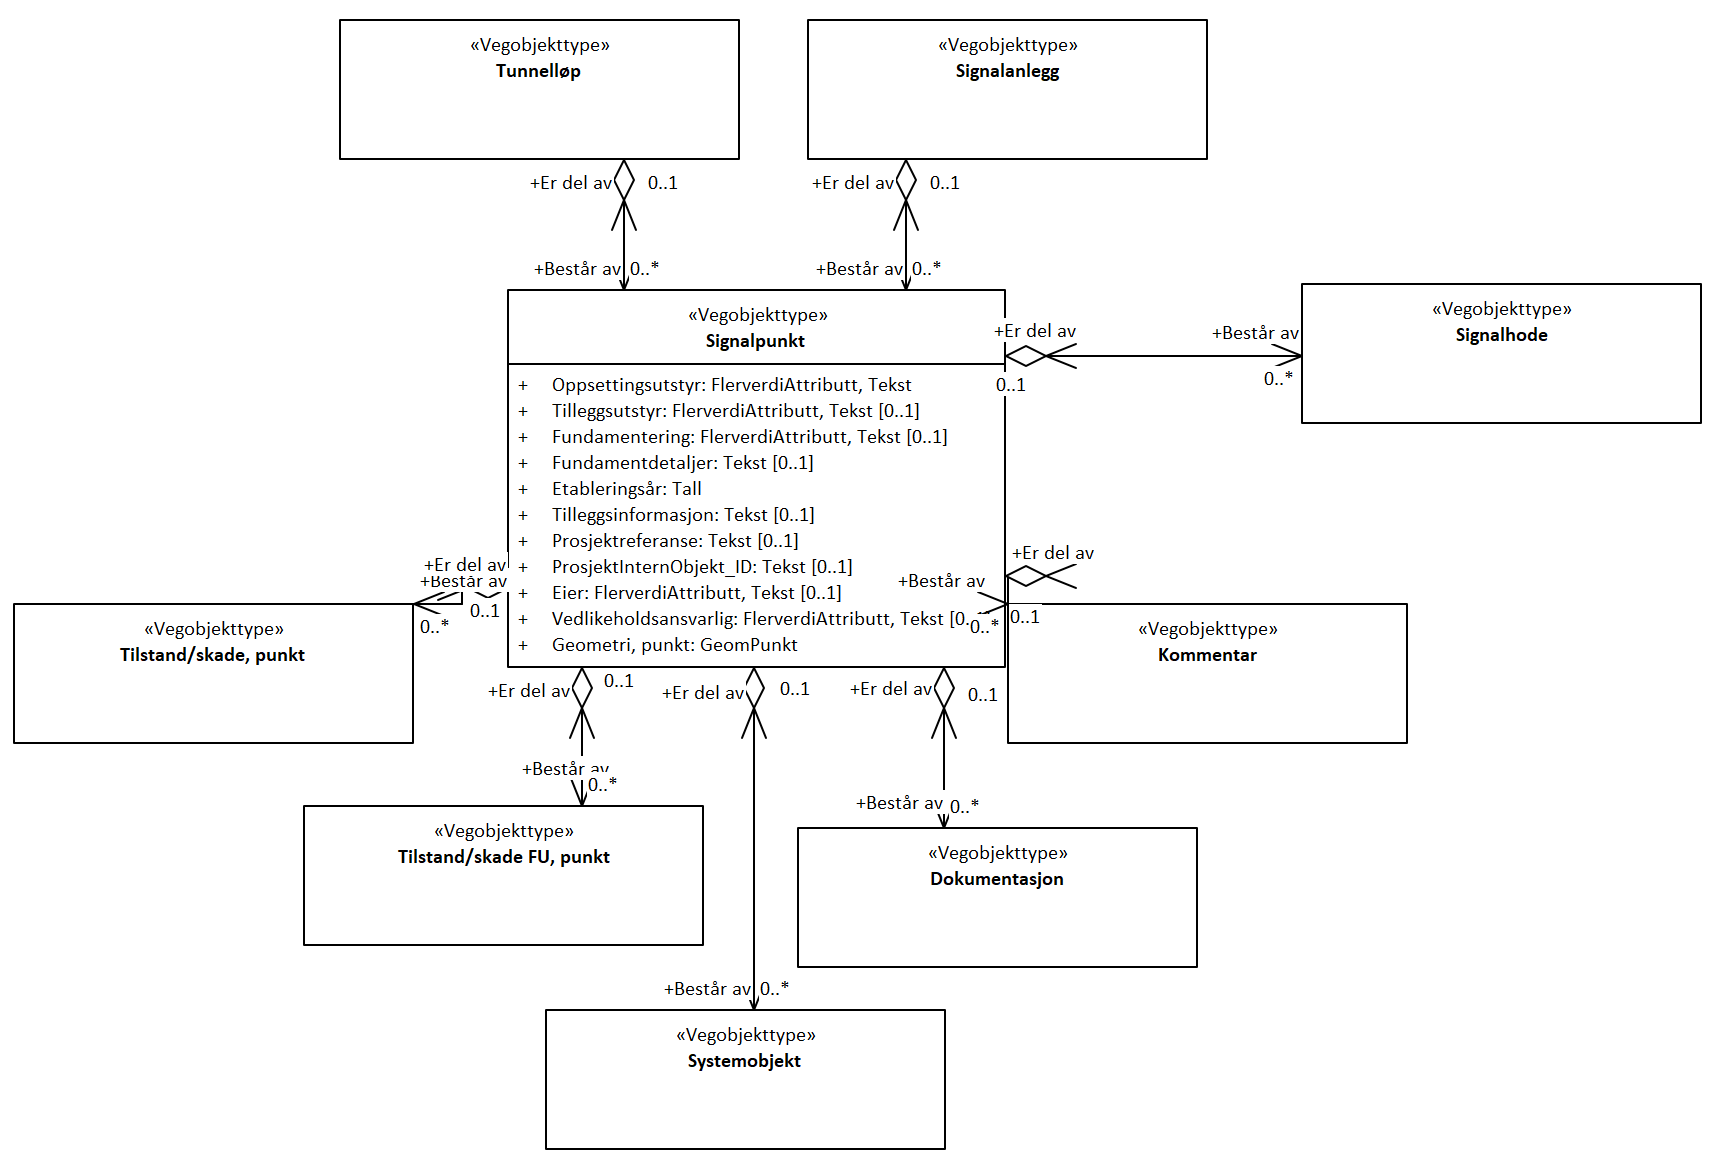 «Vegobjekttype»
Tunnelløp
«Vegobjekttype»
Signalanlegg
+Er del av
0..1
+Er del av
0..1
+Består av
0..*
+Består av
0..*
«Vegobjekttype»
Signalpunkt
+ Oppsettingsutstyr: FlerverdiAttributt, Tekst
+ Tilleggsutstyr: FlerverdiAttributt, Tekst [0..1]
+ Fundamentering: FlerverdiAttributt, Tekst [0..1]
+ Fundamentdetaljer: Tekst [0..1]
+ Etableringsår: Tall
+ Tilleggsinformasjon: Tekst [0..1]
+ Prosjektreferanse: Tekst [0..1]
+ ProsjektInternObjekt_ID: Tekst [0..1]
+ Eier: FlerverdiAttributt, Tekst [0..1]
+ Vedlikeholdsansvarlig: FlerverdiAttributt, Tekst [0..
+ Geometri, punkt: GeomPunkt
+Er del av
0..1
+Består av
0..*
«Vegobjekttype»
Signalhode
+Er del av
+Består av
0..1
0..*
«Vegobjekttype»
Tilstand/skade, punkt
+Er del av
+Består av
0..1
0..*
«Vegobjekttype»
Kommentar
+Er del av
0..1
+Er del av
0..1
+Er del av
0..1
+Består av
0..*
«Vegobjekttype»
Tilstand/skade FU, punkt
+Består av
0..*
«Vegobjekttype»
Dokumentasjon
+Består av
0..*
«Vegobjekttype»
Systemobjekt